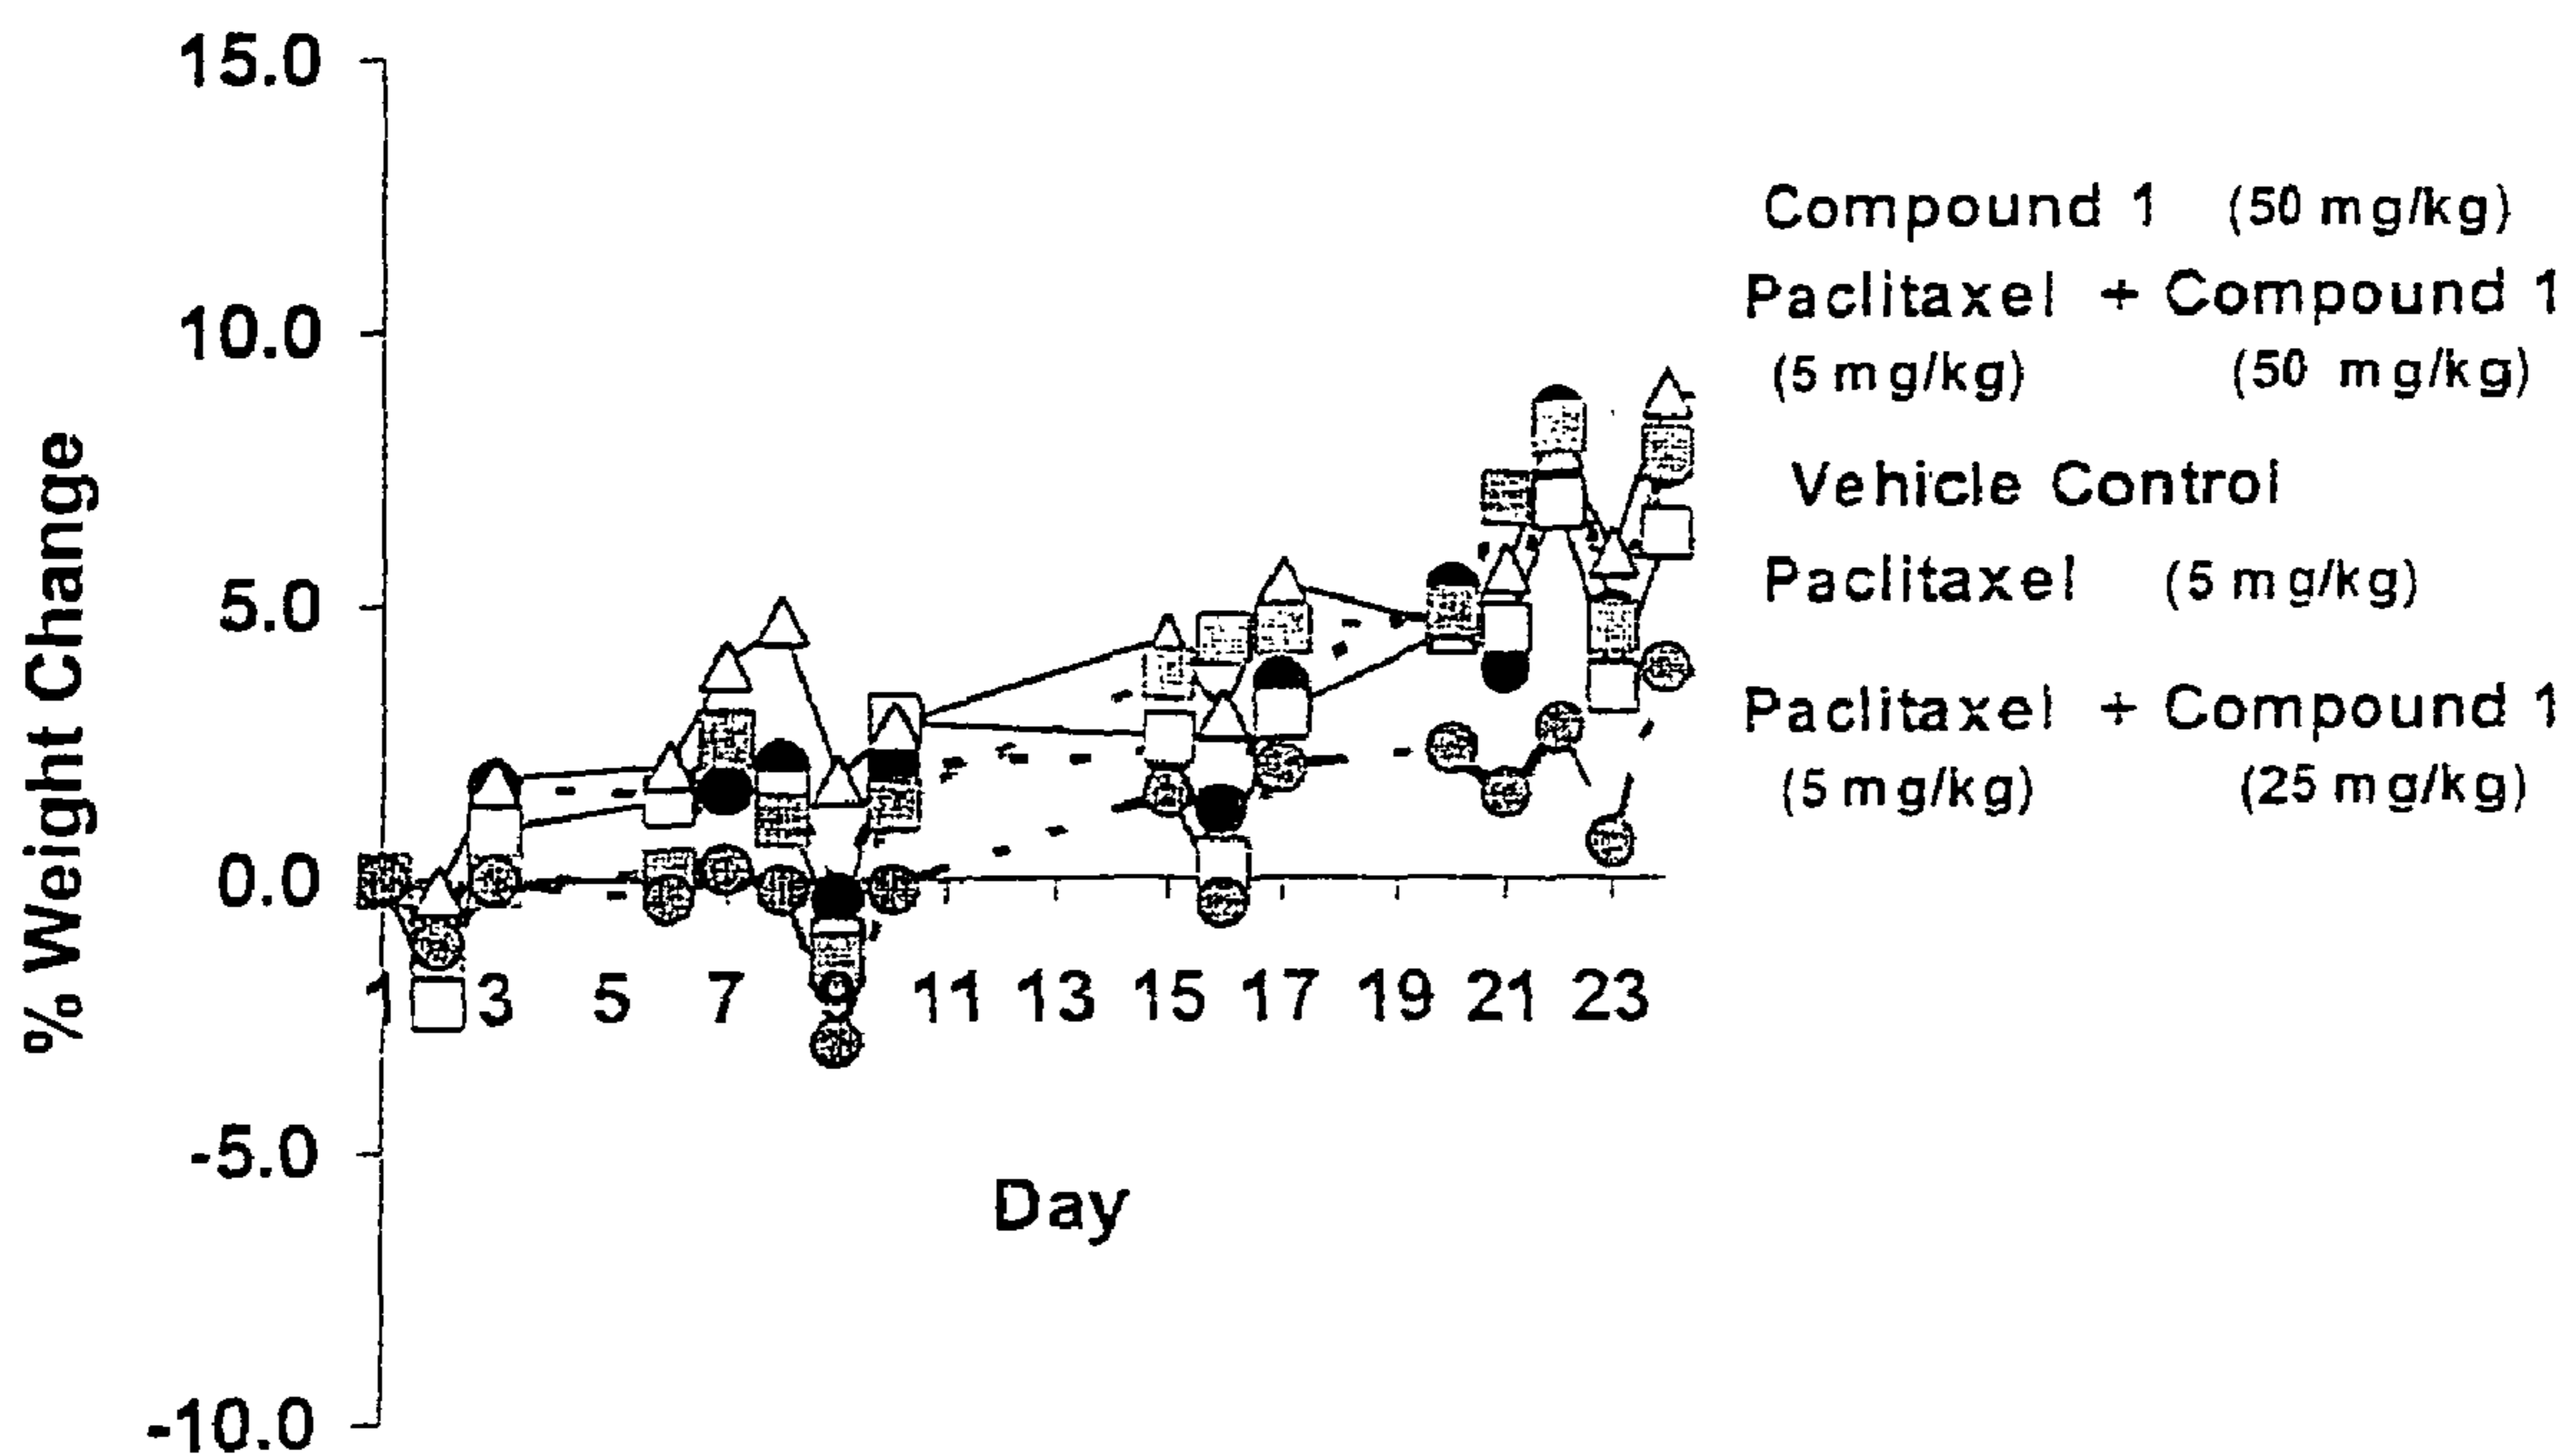 15.0
10.0
5.0
0.0
-5.0
-10.0
% Weight Change
1 3 5 7 9 11 13 15 17 19 21 23
Day
Compound 1 (50 mg/kg)
Paclitaxel + Compound 1
(5 mg/kg) (50 mg/kg)
Vehicle Control
Paclitaxel (5 mg/kg)
Paclitaxel + Compound 1
(5 mg/kg) (25 mg/kg)